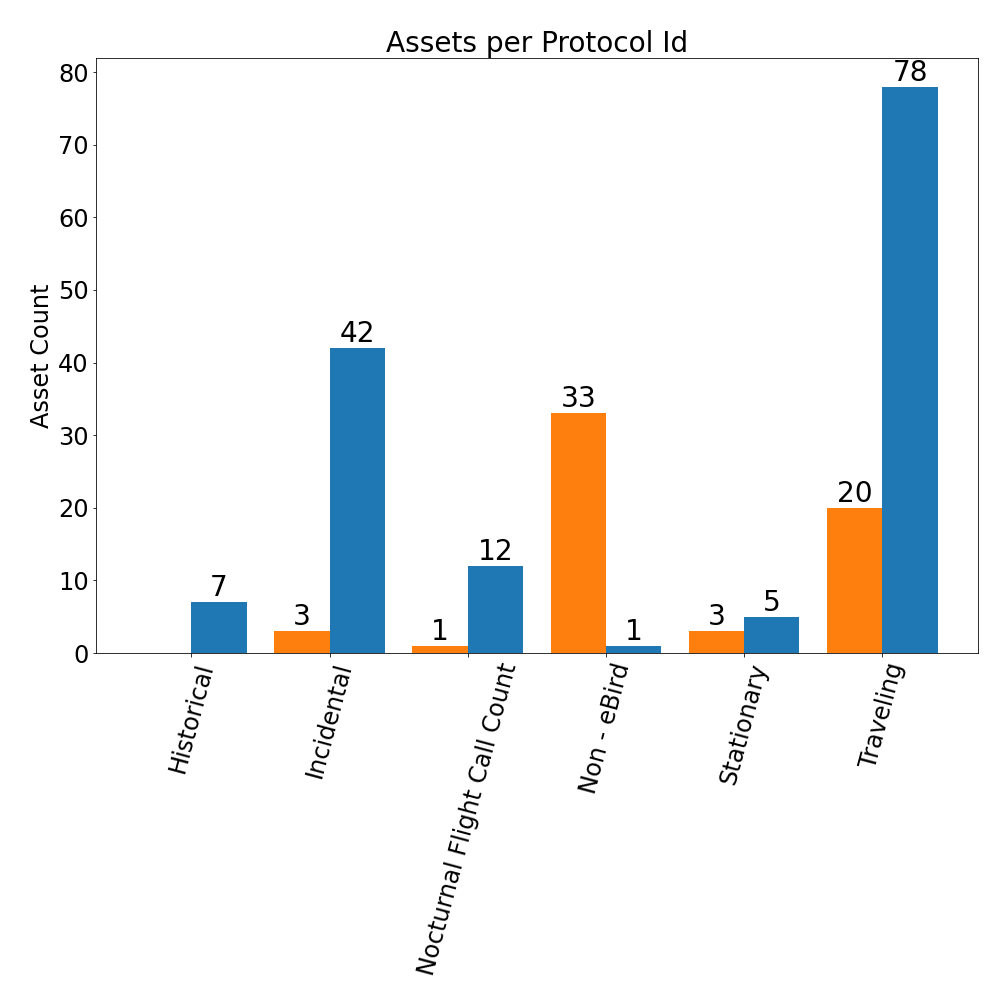 Assets per Protocol Id
Asset Count
80
70
60
50
40
30
20
10
0
7
3
42
1
12
33
1
3
5
20
78
Historical
Incidental
Nocturnal Flight Call Count
Non - eBird
Stationary
Traveling